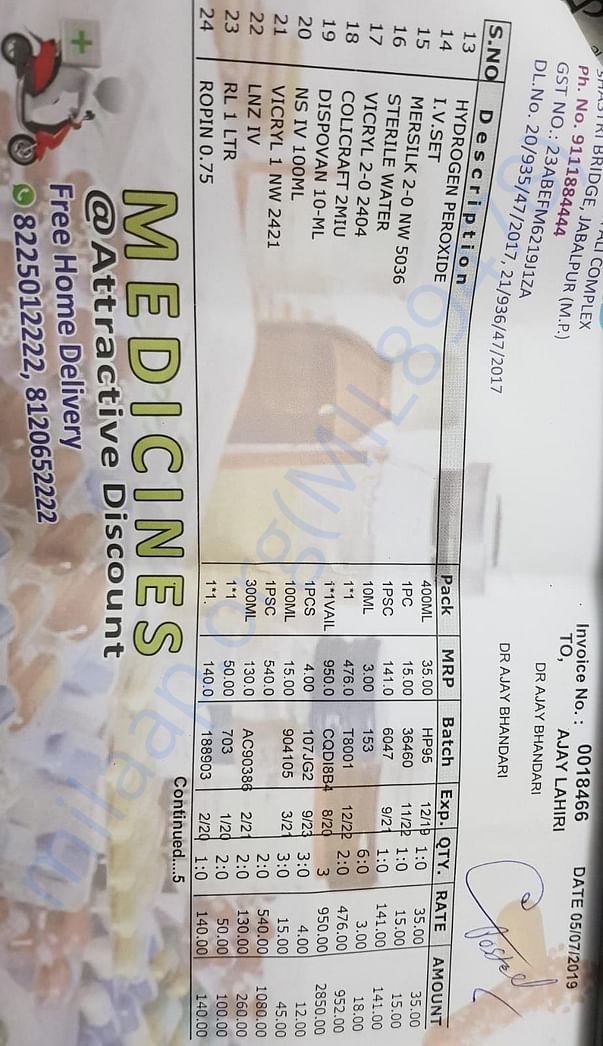 SHASTRI BRIDGE, JABALPUR (M.P.)
Ph. No. 9111884444
GST NO.: 23ABEFM6219J1ZA
DL.No. 20/935/47/2017, 21/936/47/2017
Invoice No. : 0018466 DATE 05/07/2019
TO, AJAY LAHIRI
DR AJAY BHANDARI
DR AJAY BHANDARI
S.NO Description Pack MRP Batch Exp. QTY. RATE AMOUNT
13 HYDROGEN PEROXIDE 400ML 35.00 HP95 12/19 1:0 35.00 35.00
14 I.V.SET 1PC 15.00 36460 11/22 1:0 15.00 15.00
15 MERSILK 2-0 NW 5036 1PSC 141.0 6047 9/21 1:0 141.00 141.00
16 STERILE WATER 10ML 3.00 153 6:0 3.00 18.00
17 VICRYL 2-0 2404 1*1 476.0 T8001 12/22 2:0 476.00 952.00
18 COLICRAFT 2MIU 1*1VAIL 950.0 CQDI8B4 8/20 3 950.00 2850.00
19 DISPOVAN 10-ML 1PCS 4.00 107JG2 9/23 3:0 4.00 12.00
20 NS IV 100ML 100ML 15.00 904105 3/21 3:0 15.00 45.00
21 VICRYL 1 NW 2421 1PSC 540.0 2:0 540.00 1080.00
22 LNZ IV 300ML 130.0 AC90386 2/21 2:0 130.00 260.00
23 RL 1 LTR 1*1 50.00 703 1/20 2:0 50.00 100.00
24 ROPIN 0.75 1*1. 140.0 188903 2/20 1:0 140.00 140.00
Continued...5
MEDICINES
@Attractive Discount
Free Home Delivery
8225012222, 8120652222